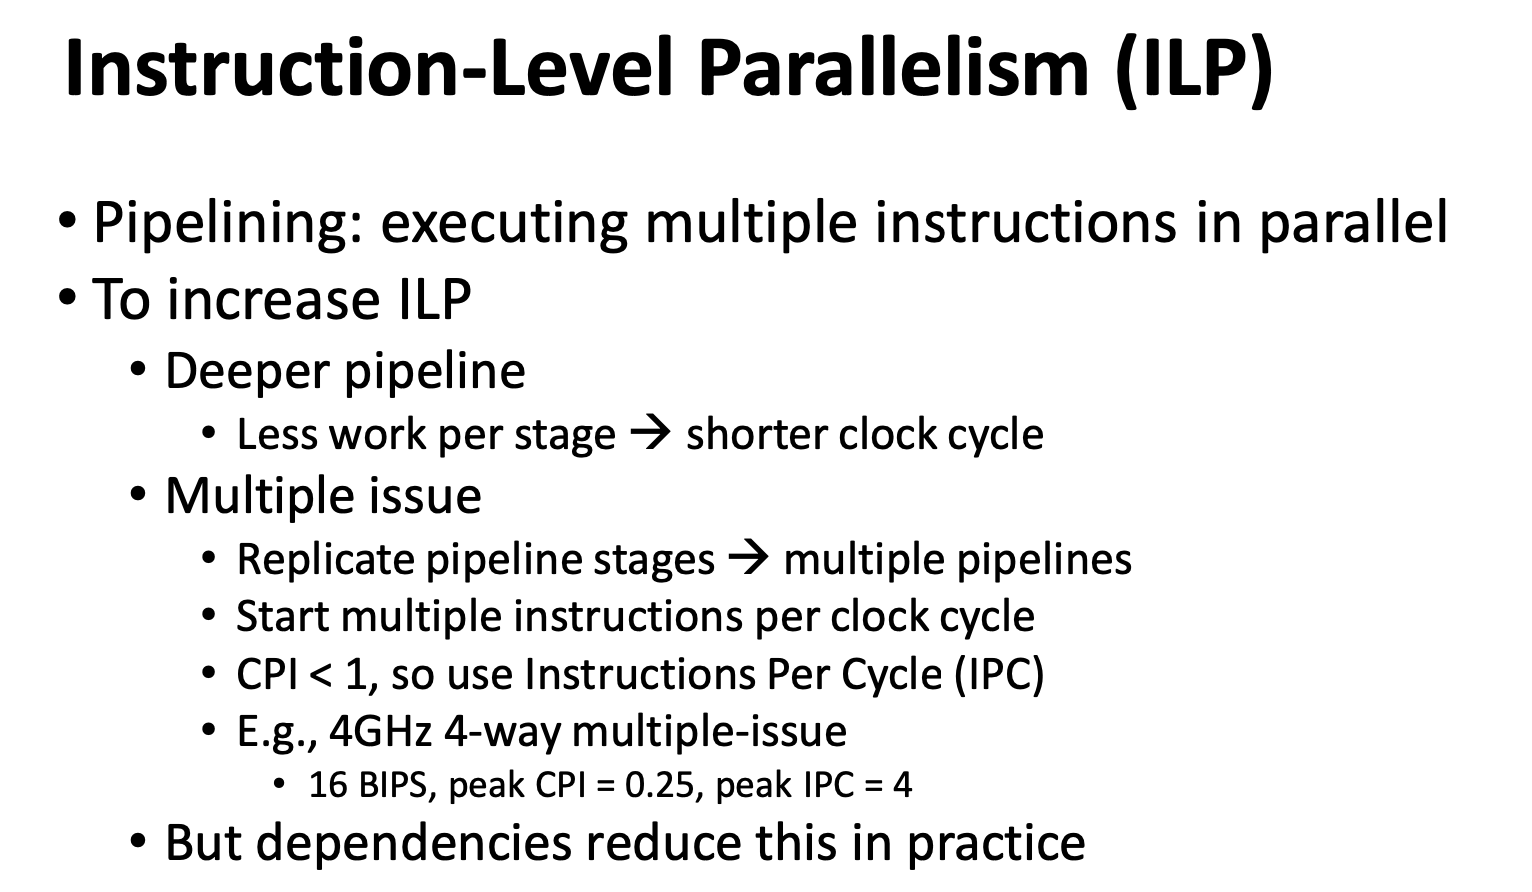 Instruction-Level Parallelism (ILP)
• Pipelining: executing multiple instructions in parallel
• To increase ILP
• Deeper pipeline
• Less work per stage → shorter clock cycle
• Multiple issue
• Replicate pipeline stages → multiple pipelines
• Start multiple instructions per clock cycle
• CPI < 1, so use Instructions Per Cycle (IPC)
• E.g., 4GHz 4-way multiple-issue
• 16 BIPS, peak CPI = 0.25, peak IPC = 4
• But dependencies reduce this in practice